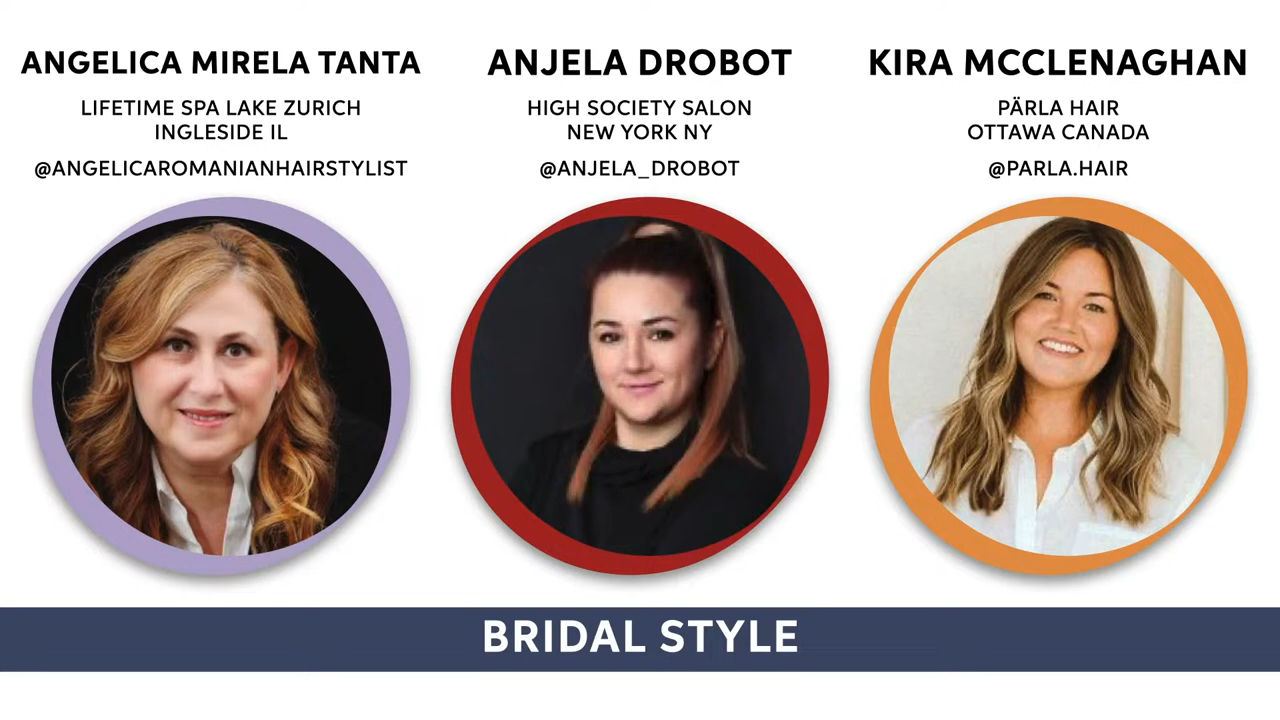 ANGELICA MIRELA TANTA
LIFETIME SPA LAKE ZURICH
INGLESIDE IL
@ANGELICAROMANIANHAIRSTYLIST
ANJELA DROBOT
HIGH SOCIETY SALON
NEW YORK NY
@ANJELA_DROBOT
KIRA MCCLENAGHAN
PÄRLA HAIR
OTTAWA CANADA
@PARLA.HAIR
BRIDAL STYLE